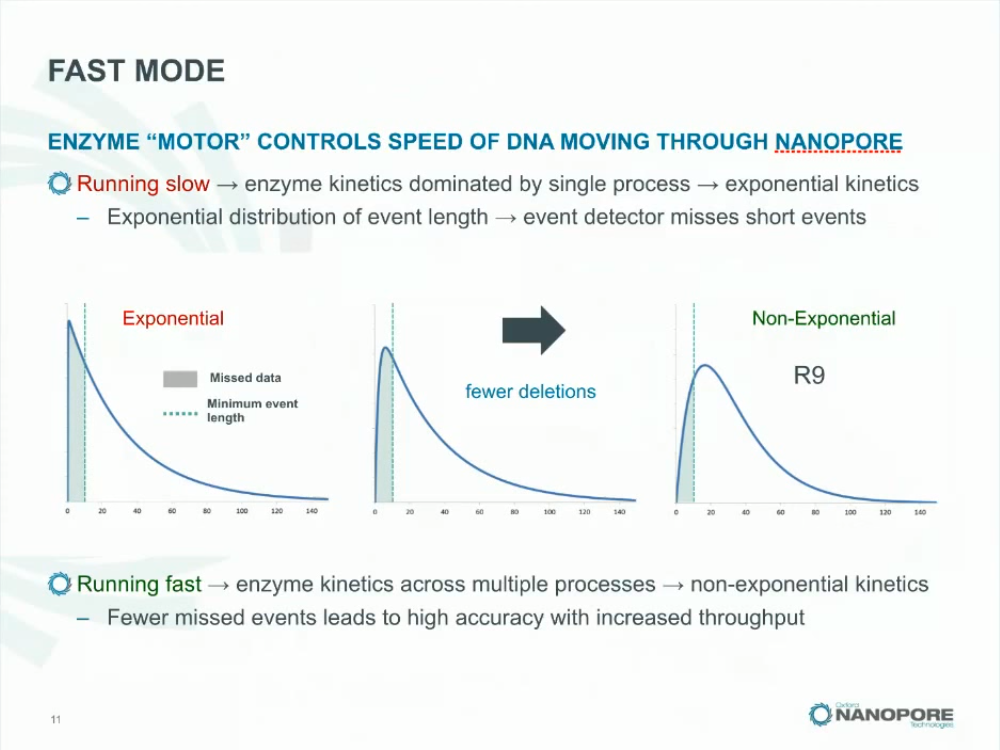 FAST MODE
ENZYME “MOTOR” CONTROLS SPEED OF DNA MOVING THROUGH NANOPORE
Running slow → enzyme kinetics dominated by single process → exponential kinetics
– Exponential distribution of event length → event detector misses short events
Exponential
Missed data
Minimum event
length
0 20 40 60 80 100 120 140
fewer deletions
0 20 40 60 80 100 120 140
Non-Exponential
R9
0 20 40 60 80 100 120 140
Running fast → enzyme kinetics across multiple processes → non-exponential kinetics
– Fewer missed events leads to high accuracy with increased throughput
11
Oxford
NANOPORE
Technologies